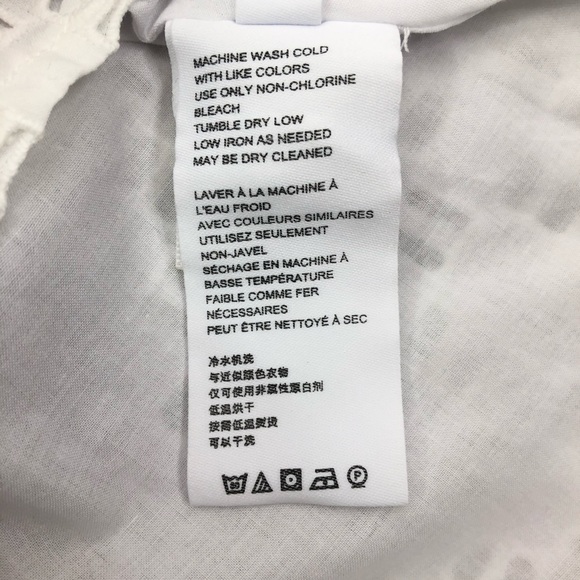 MACHINE WASH COLD
WITH LIKE COLORS
USE ONLY NON-CHLORINE
BLEACH
TUMBLE DRY LOW
LOW IRON AS NEEDED
MAY BE DRY CLEANED
LAVER À LA MACHINE À
L'EAU FROID
AVEC COULEURS SIMILAIRES
UTILISEZ SEULEMENT
NON-JAVEL
SÉCHAGE EN MACHINE À
BASSE TEMPÉRATURE
FAIBLE COMME FER
NÉCESSAIRES
PEUT ÊTRE NETTOYÉ À SEC
冷水机洗
与近似颜色衣物
仅可使用非氯性漂白剂
低温烘干
按需低温熨烫
可以干洗
30 P